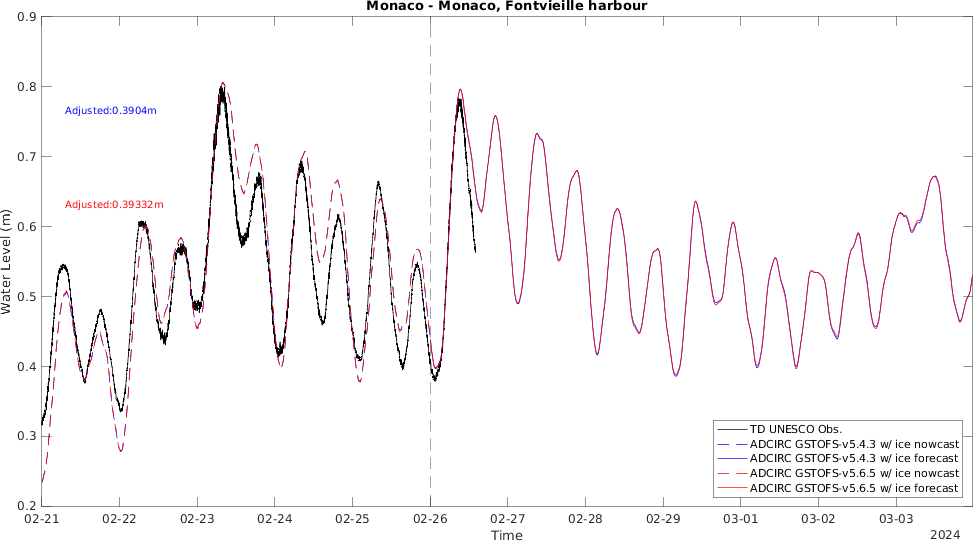 Monaco - Monaco, Fontvieille harbour
0.9
0.8
0.7
0.6
0.5
0.4
0.3
0.2
Water Level (m)
Adjusted:0.3904m
Adjusted:0.39332m
TD UNESCO Obs.
ADCIRC GSTOFS-v5.4.3 w/ ice nowcast
ADCIRC GSTOFS-v5.4.3 w/ ice forecast
ADCIRC GSTOFS-v5.6.5 w/ ice nowcast
ADCIRC GSTOFS-v5.6.5 w/ ice forecast
02-21 02-22 02-23 02-24 02-25 02-26 02-27 02-28 02-29 03-01 03-02 03-03
Time
2024